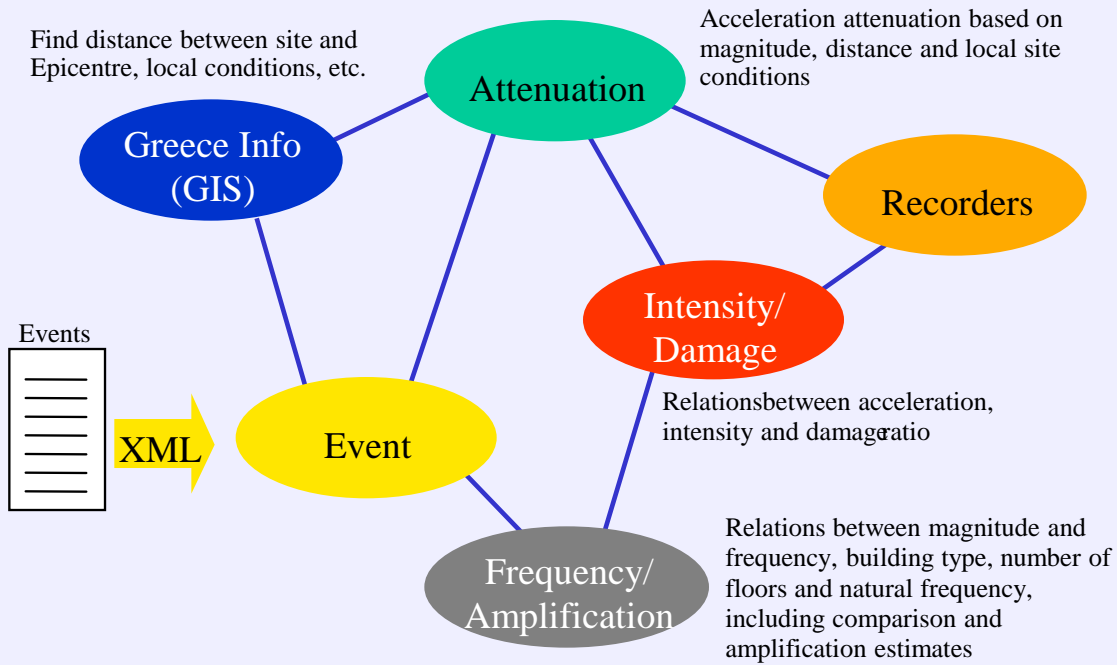 Find distance between site and
Epicentre, local conditions, etc.
Acceleration attenuation based on
magnitude, distance and local site
conditions
Attenuation
Greece Info
(GIS)
Recorders
Intensity/
Damage
Events
Relationsbetween acceleration,
intensity and damageratio
XML
Event
Frequency/
Amplification
Relations between magnitude and
frequency, building type, number of
floors and natural frequency,
including comparison and
amplification estimates